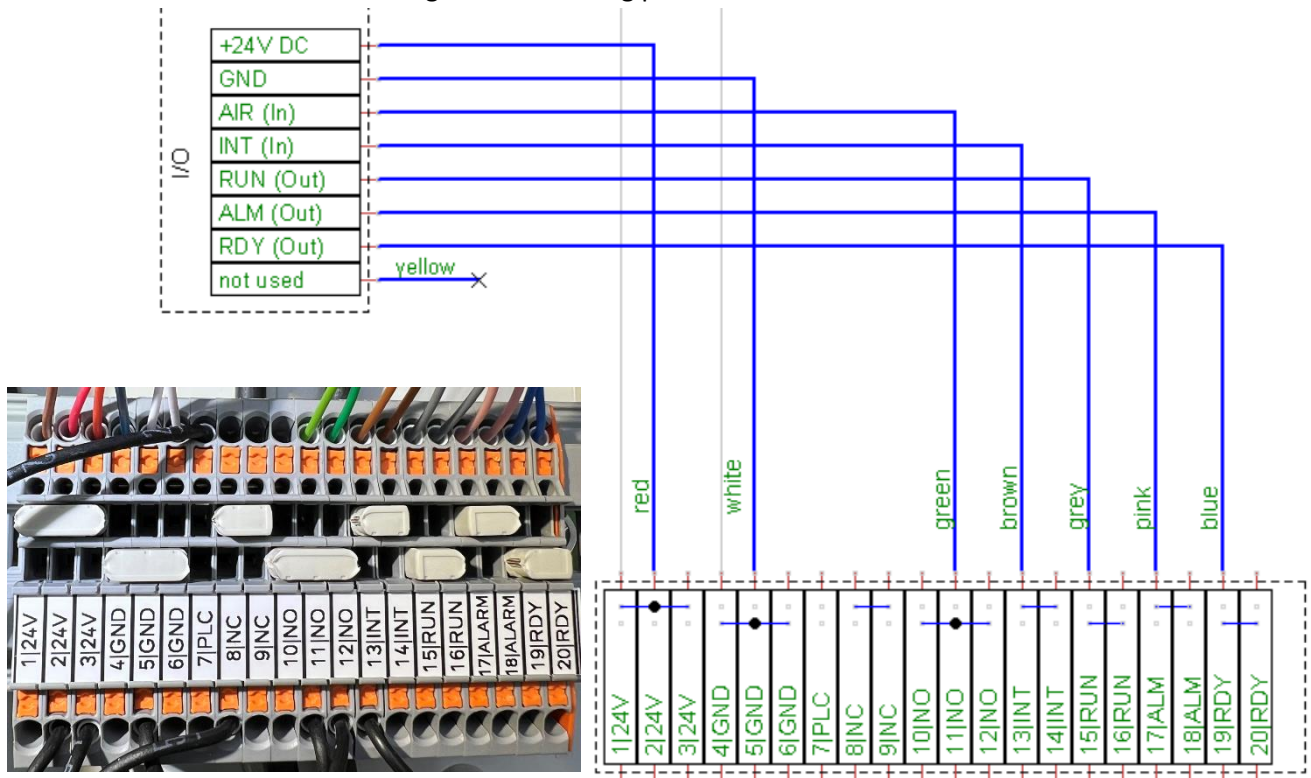 +24V DC
GND
AIR (In)
INT (In)
RUN (Out)
ALM (Out)
RDY (Out)
not used
I/O
yellow
red
white
green
brown
grey
pink
blue
1|24V
2|24V
3|24V
4|GND
5|GND
6|GND
7|PLC
8|NC
9|NC
10|NO
11|NO
12|NO
13|INT
14|INT
15|RUN
16|RUN
17|ALARM
18|ALARM
19|RDY
20|RDY
1|24V
2|24V
3|24V
4|GND
5|GND
6|GND
7|PLC
8|NC
9|NC
10|NO
11|NO
12|NO
13|INT
14|INT
15|RUN
16|RUN
17|ALM
18|ALM
19|RDY
20|RDY